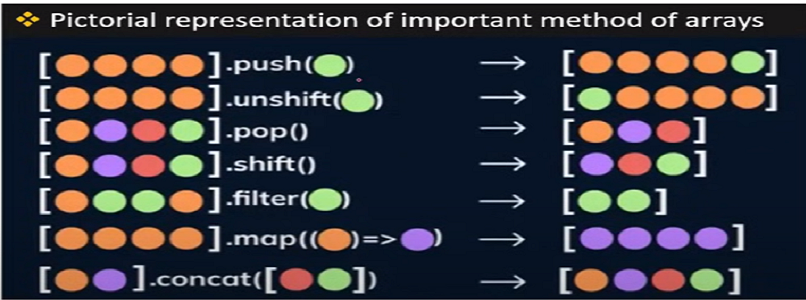 Pictorial representation of important method of arrays
[ ].push( ) → [ ]
[ ].unshift( ) → [ ]
[ ].pop() → [ ]
[ ].shift() → [ ]
[ ].filter( ) → [ ]
[ ].map(( )=> ) → [ ]
[ ].concat([ ]) → [ ]